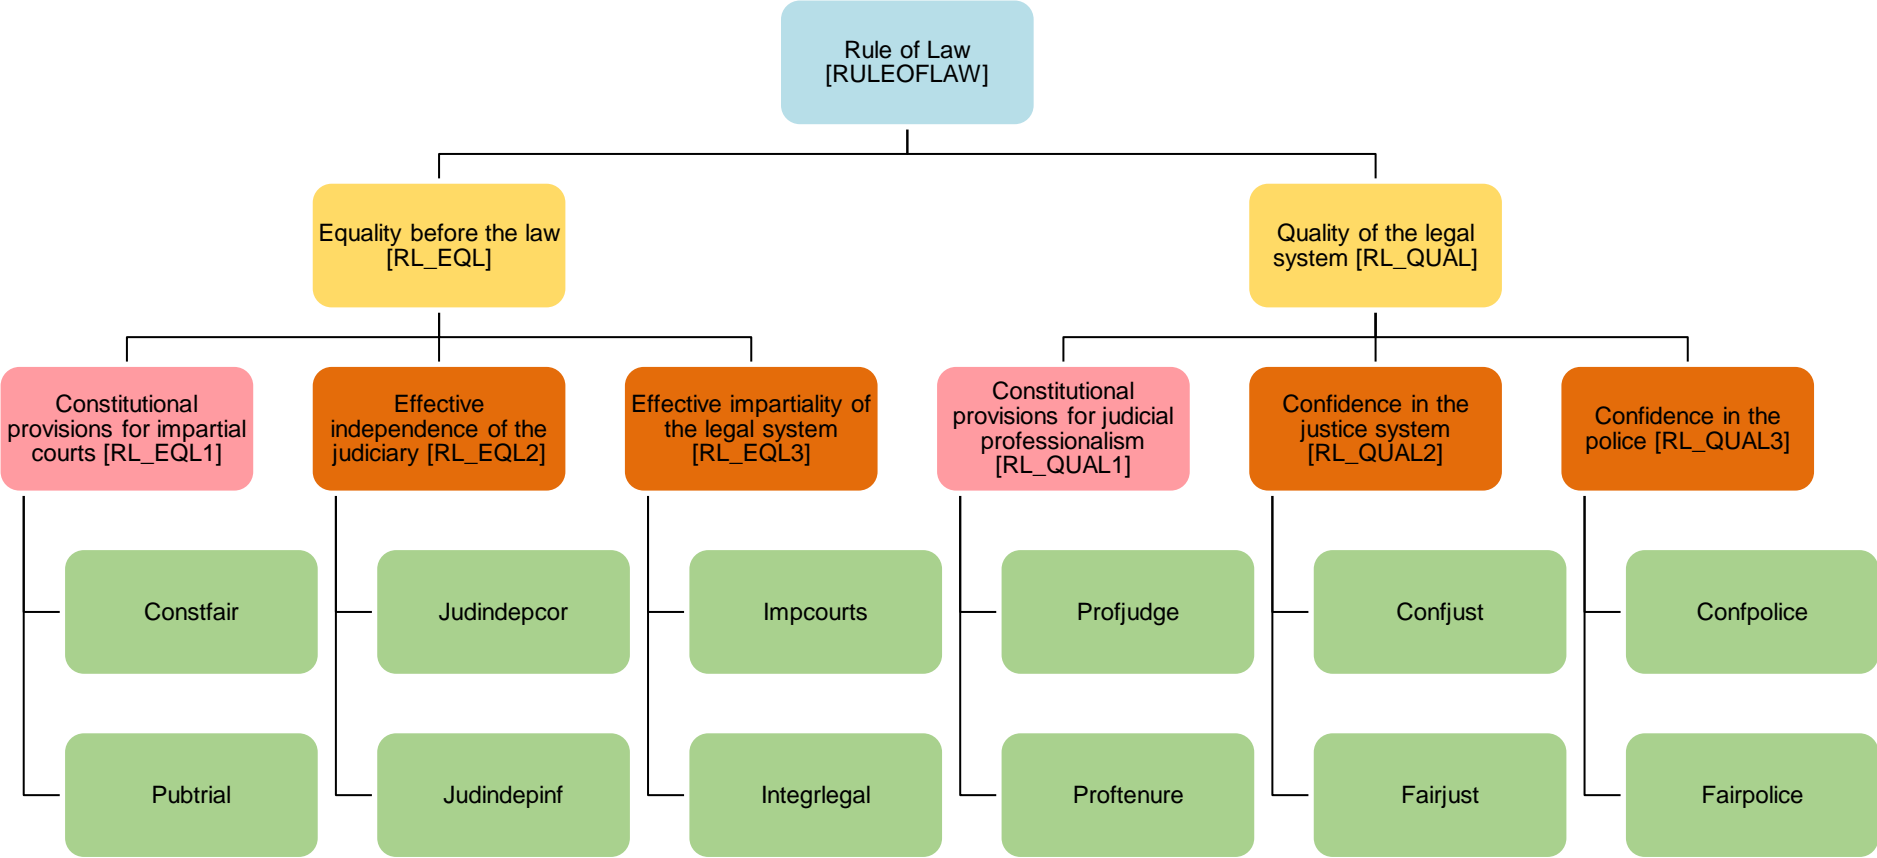 Rule of Law
[RULEOFLAW]
Equality before the law
[RL_EQL]
Quality of the legal
system [RL_QUAL]
Constitutional
provisions for impartial
courts [RL_EQL1]
Effective
independence of the
judiciary [RL_EQL2]
Effective impartiality of
the legal system
[RL_EQL3]
Constitutional
provisions for judicial
professionalism
[RL_QUAL1]
Confidence in the
justice system
[RL_QUAL2]
Confidence in the
police [RL_QUAL3]
Constfair
Judindepcor
Impcourts
Profjudge
Confjust
Confpolice
Pubtrial
Judindepinf
Integrlegal
Proftenure
Fairjust
Fairpolice